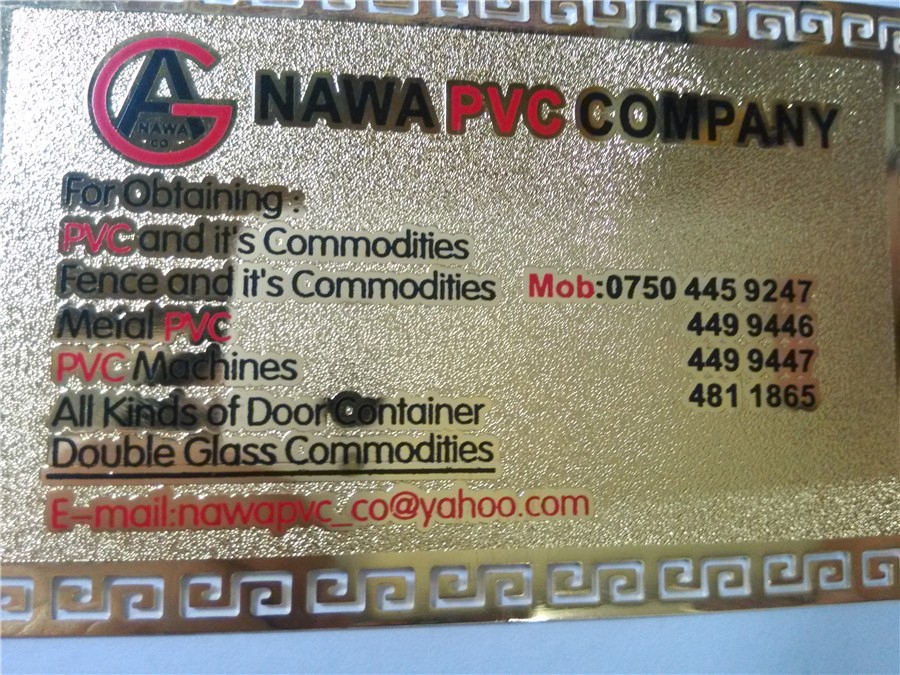 AG
NAWA
CO
NAWA PVC COMPANY
For Obtaining :
PVC and it's Commodities
Fence and it's Commodities
Metal PVC
PVC Machines
All Kinds of Door Container
Double Glass Commodities
Mob:0750 445 9247
449 9446
449 9447
481 1865
E-mail:nawapvc_co@yahoo.com